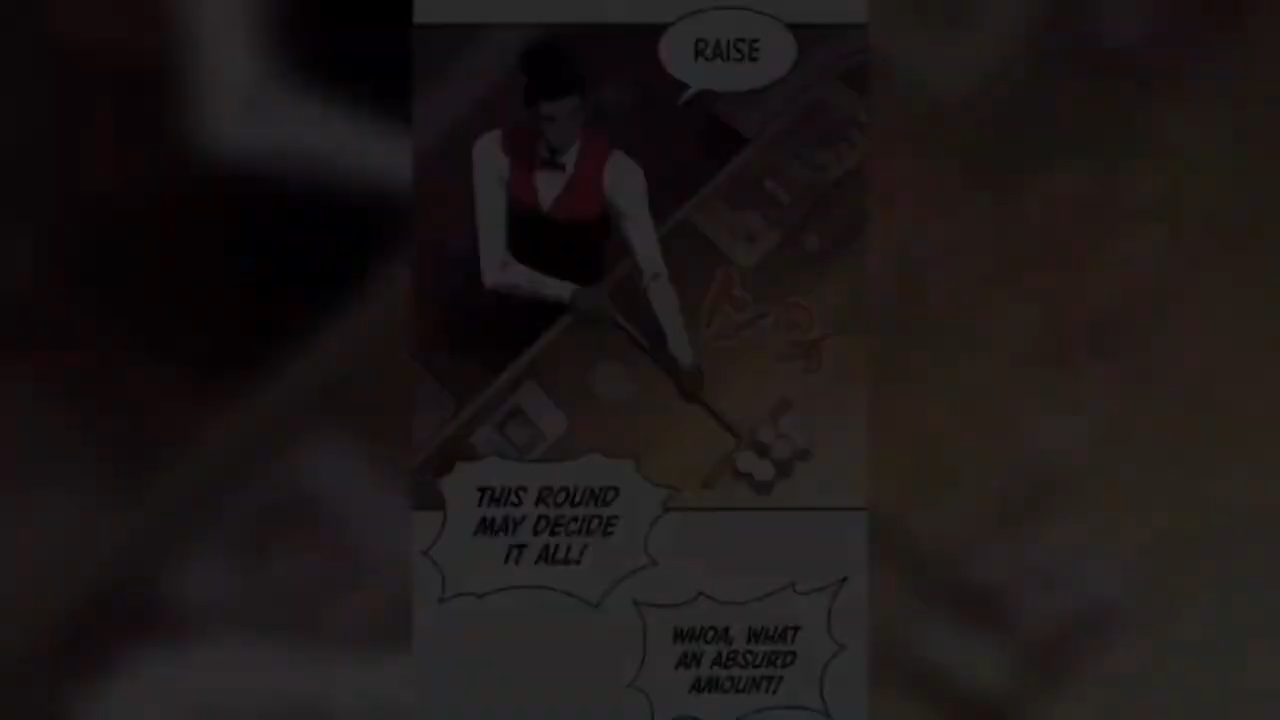 RAISE
THIS ROUND
MAY DECIDE
IT ALL!
WHOA, WHAT
AN ABSURD
AMOUNT!